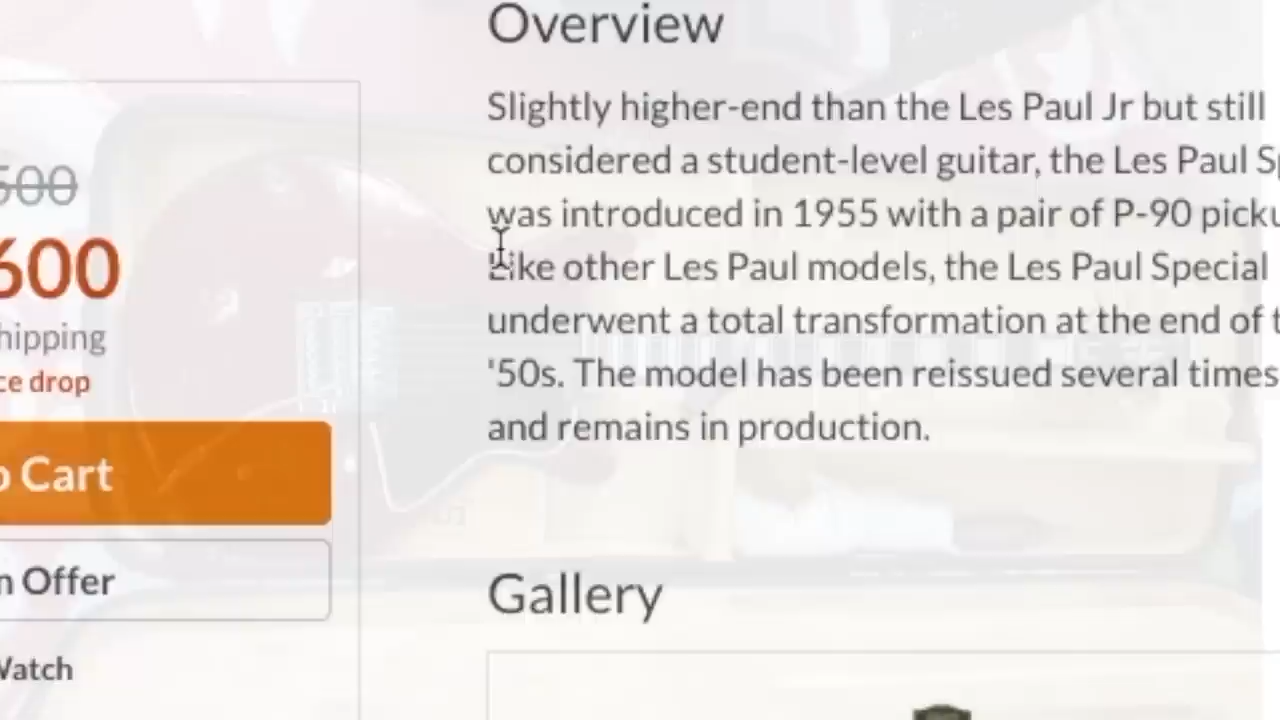 Overview
Slightly higher-end than the Les Paul Jr but still
considered a student-level guitar, the Les Paul
was introduced in 1955 with a pair of P-90
Like other Les Paul models, the Les Paul Special
underwent a total transformation at the end of
'50s. The model has been reissued several times
and remains in production.
500
600
hipping
ce drop
Cart
Offer
Watch
Gallery